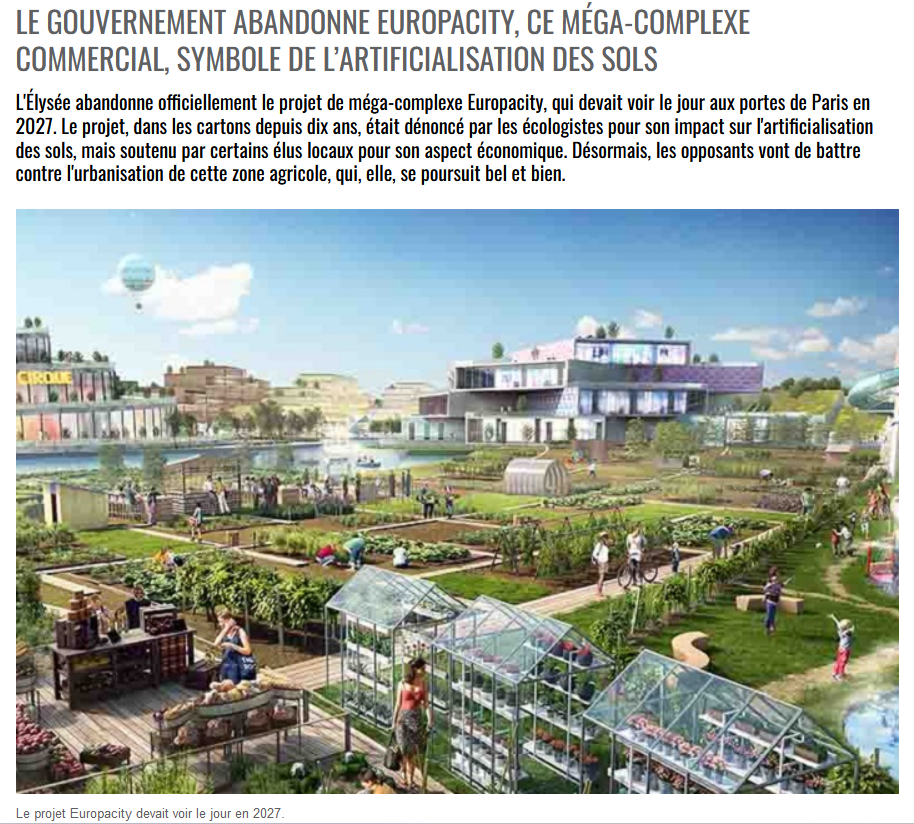 LE GOUVERNEMENT ABANDONNE EUROPACITY, CE MÉGA-COMPLEXE
COMMERCIAL, SYMBOLE DE L’ARTIFICIALISATION DES SOLS
L'Élysée abandonne officiellement le projet de méga-complexe Europacity, qui devait voir le jour aux portes de Paris en
2027. Le projet, dans les cartons depuis dix ans, était dénoncé par les écologistes pour son impact sur l'artificialisation
des sols, mais soutenu par certains élus locaux pour son aspect économique. Désormais, les opposants vont de battre
contre l'urbanisation de cette zone agricole, qui, elle, se poursuit bel et bien.
CIRQUE
Le projet Europacity devait voir le jour en 2027.